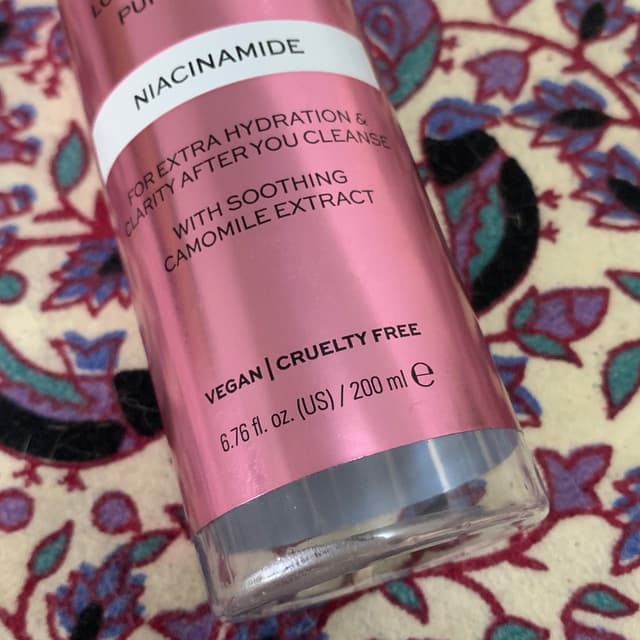 NIACINAMIDE
FOR EXTRA HYDRATION &
CLARITY AFTER YOU CLEANSE
WITH SOOTHING
CAMOMILE EXTRACT
VEGAN | CRUELTY FREE
6.76 fl. oz. (US) / 200 ml ℮